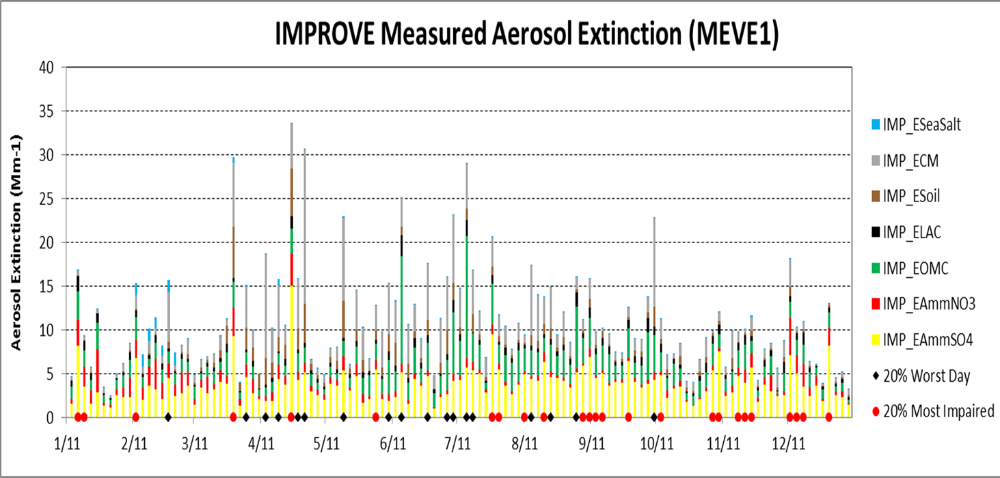 IMPROVE Measured Aerosol Extinction (MEVE1)
Aerosol Extinction (Mm-1)
40
35
30
25
20
15
10
5
0
1/11 2/11 3/11 4/11 5/11 6/11 7/11 8/11 9/11 10/11 11/11 12/11
IMP_ESeaSalt
IMP_ECM
IMP_ESoil
IMP_ELAC
IMP_EOMC
IMP_EAmmNO3
IMP_EAmmSO4
20% Worst Day
20% Most Impaired